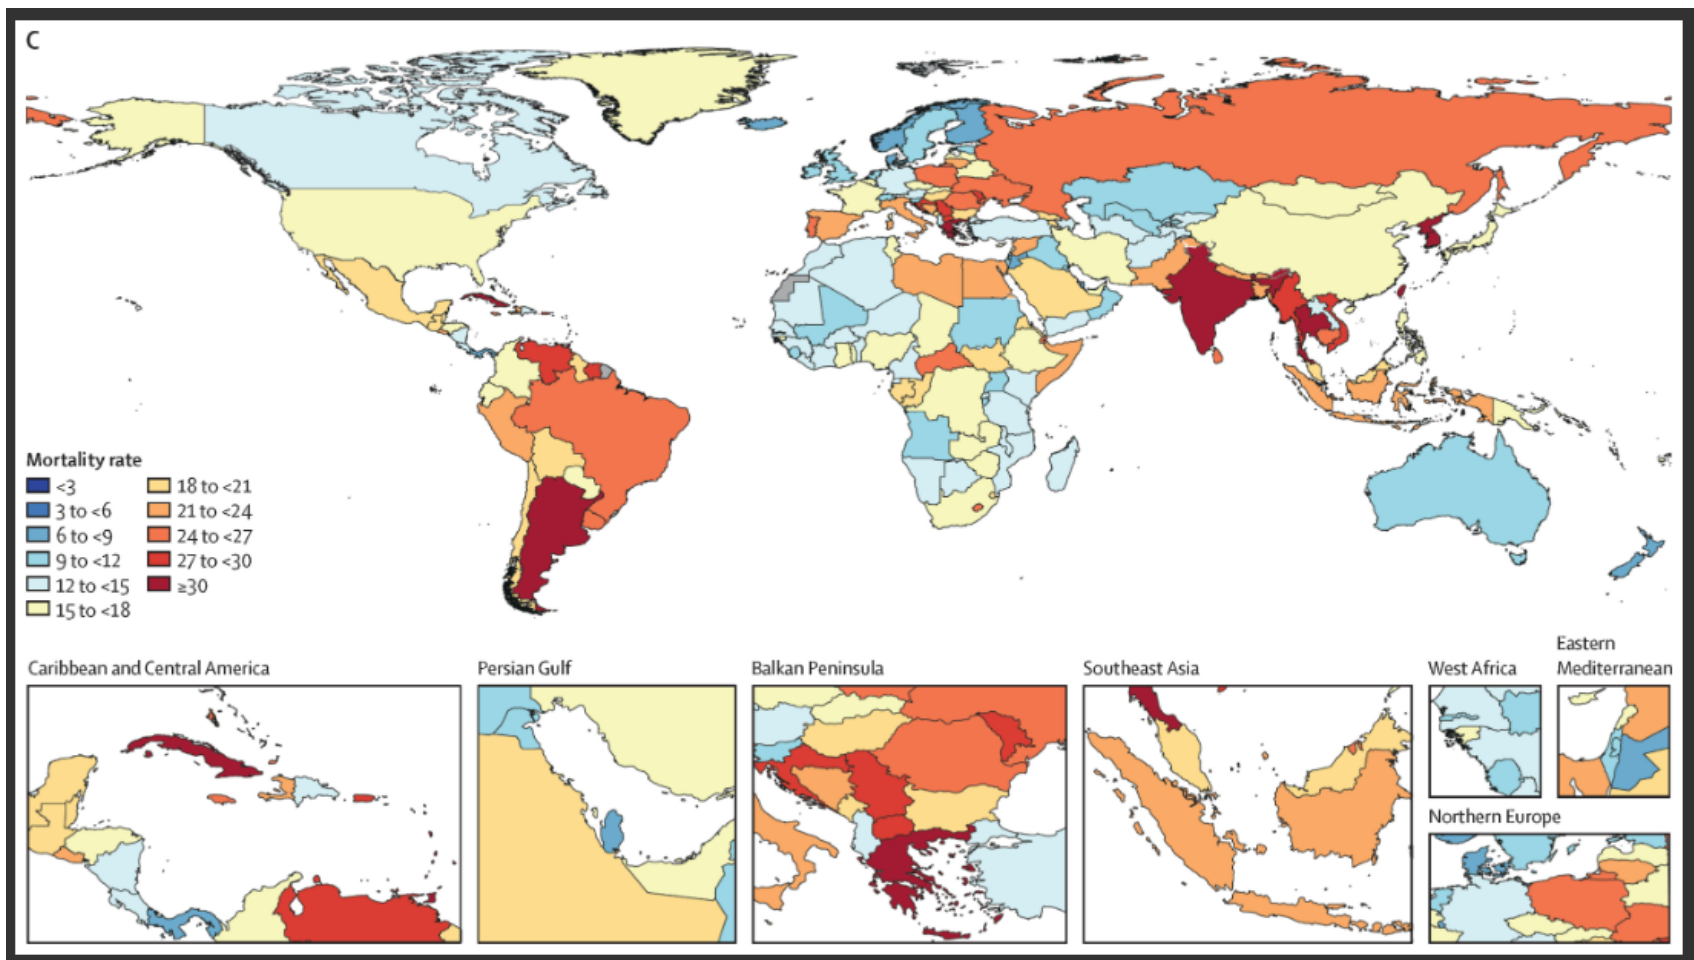 C
Mortality rate
<3
3 to <6
6 to <9
9 to <12
12 to <15
15 to <18
18 to <21
21 to <24
24 to <27
27 to <30
≥30
Caribbean and Central America
Persian Gulf
Balkan Peninsula
Southeast Asia
West Africa
Eastern
Mediterranean
Northern Europe